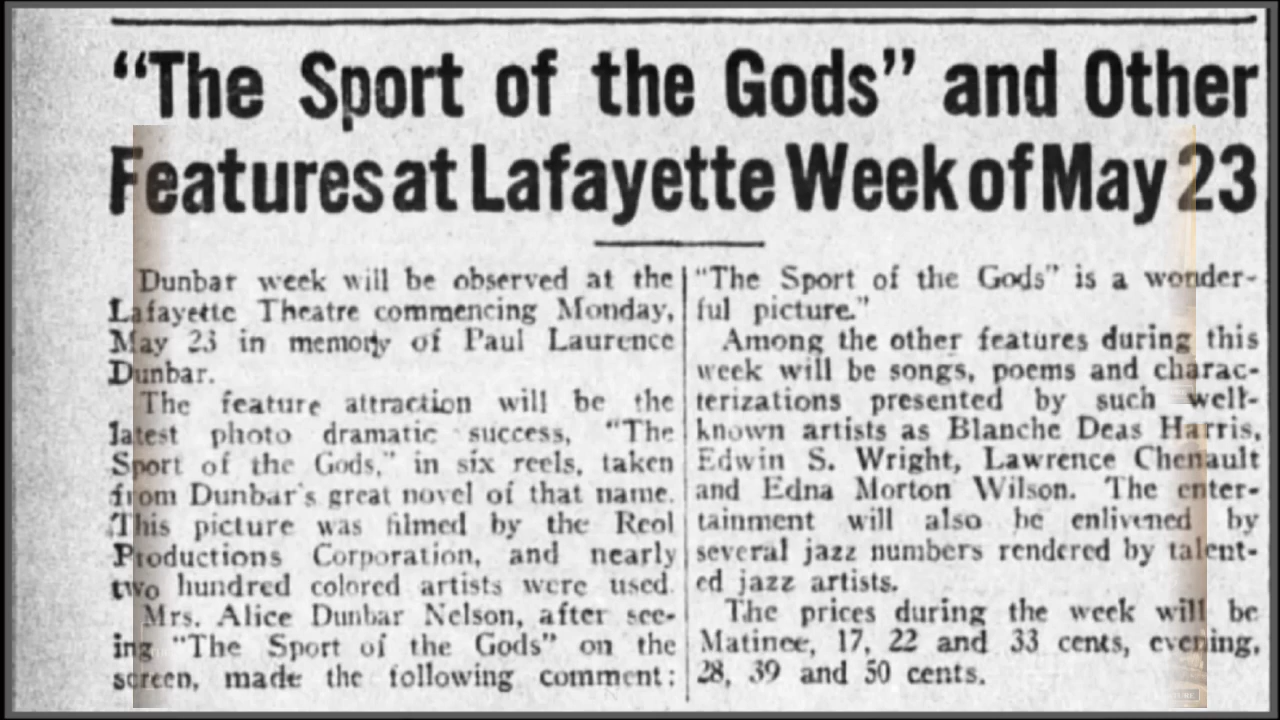 “The Sport of the Gods” and Other
Features at Lafayette Week of May 23
Dunbar week will be observed at the
Lafayette Theatre commencing Monday,
May 23 in memory of Paul Laurence
Dunbar.
The feature attraction will be the
latest photo dramatic success, “The
Sport of the Gods,” in six reels, taken
from Dunbar's great novel of that name.
This picture was filmed by the Reol
Productions Corporation, and nearly
two hundred colored artists were used.
Mrs. Alice Dunbar Nelson, after see-
ing “The Sport of the Gods” on the
screen, made the following comment:
“The Sport of the Gods” is a wonder-
ful picture.”
Among the other features during this
week will be songs, poems and charac-
terizations presented by such well-
known artists as Blanche Deas Harris,
Edwin S. Wright, Lawrence Chenault
and Edna Morton Wilson. The enter-
tainment will also be enlivened by
several jazz numbers rendered by talent-
ed jazz artists.
The prices during the week will be
Matinee, 17, 22 and 33 cents, evening,
28, 39 and 50 cents.